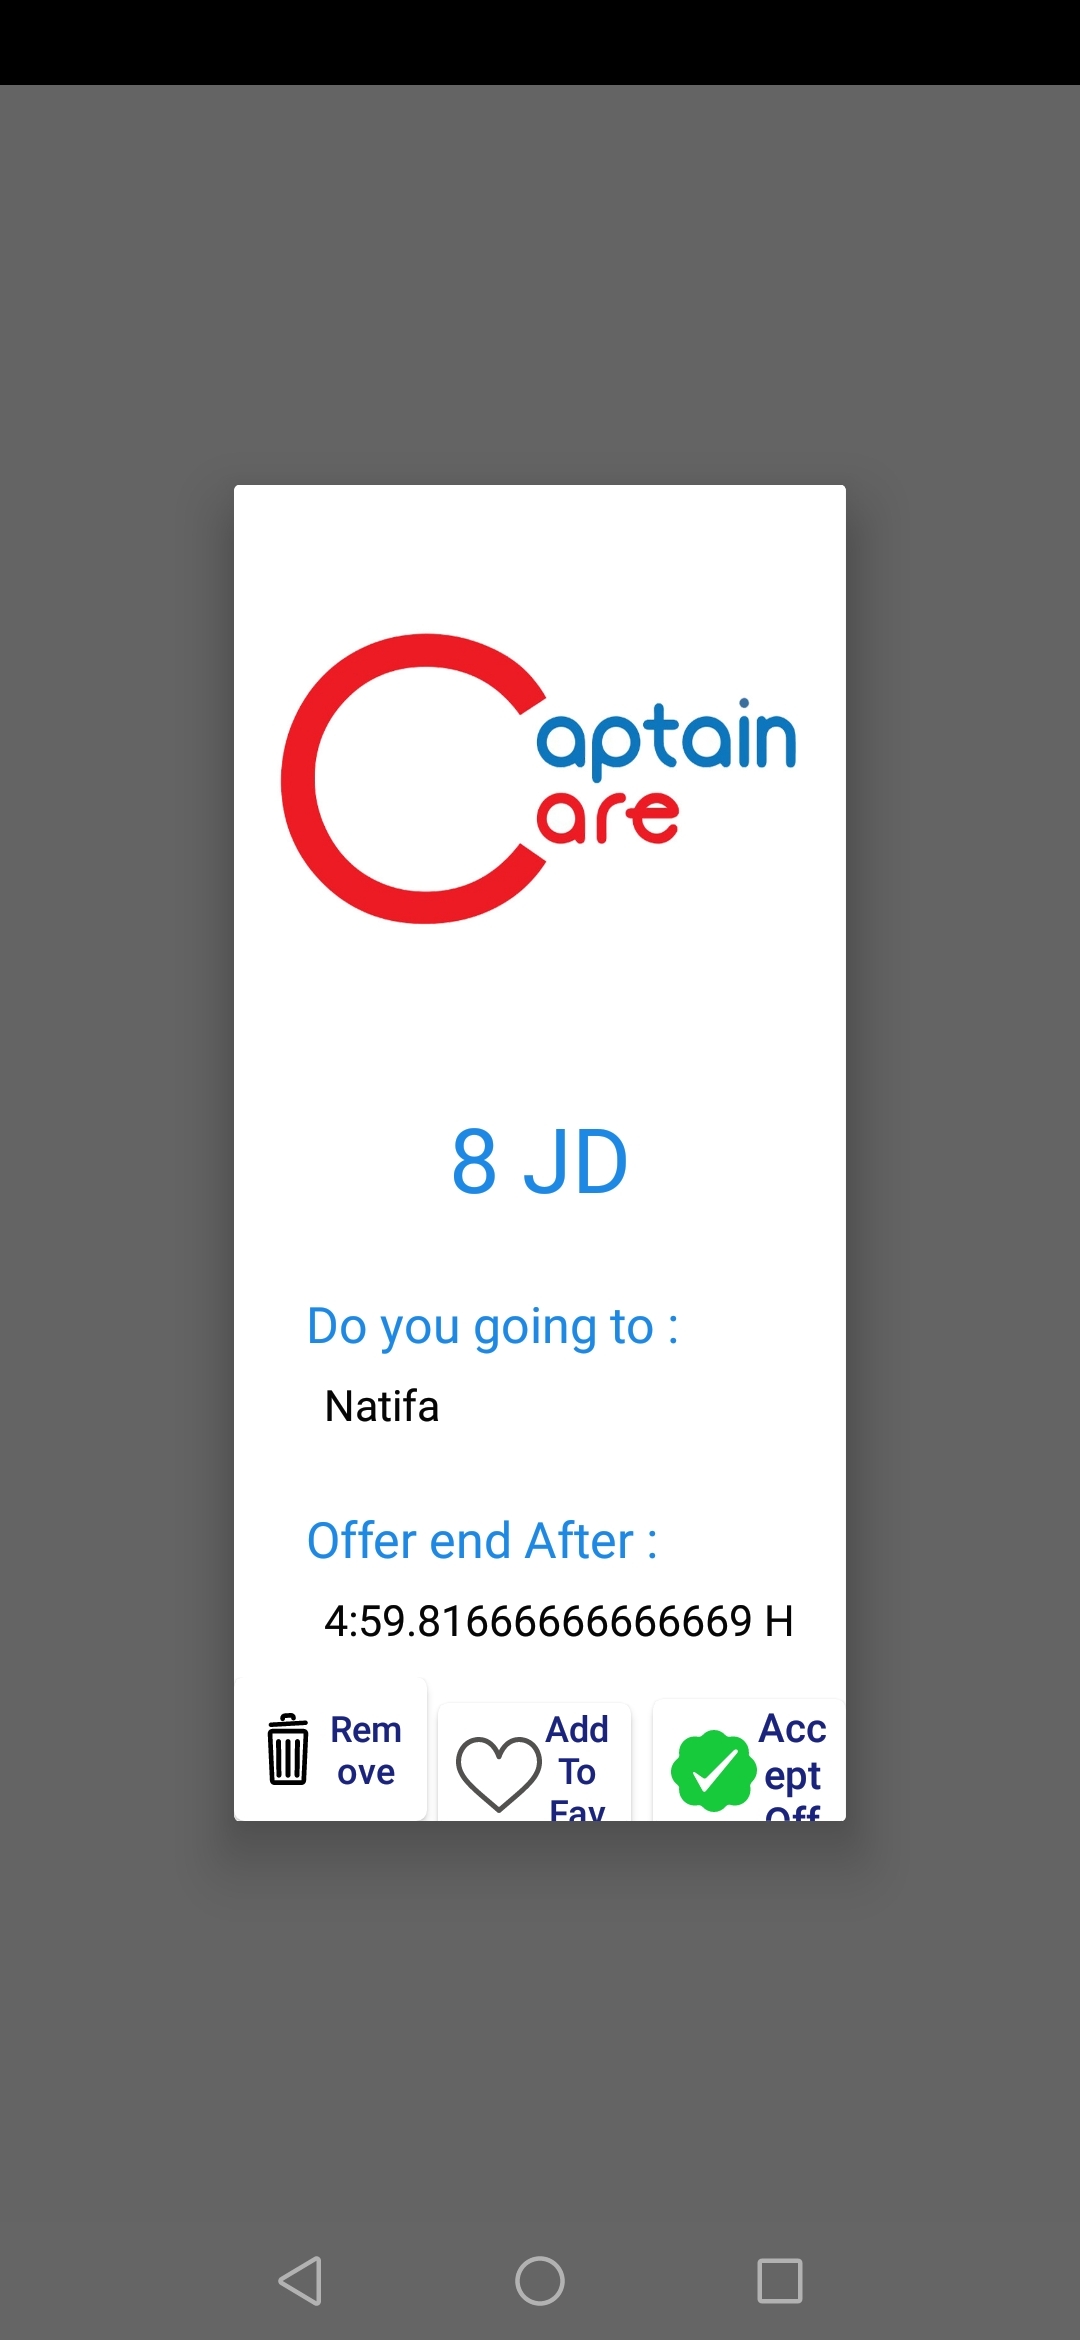 Captain
Care
8 JD
Do you going to :
Natifa
Offer end After :
4:59.81666666666669 H
Rem
ove
Add
To
Fav
Acc
ept
Off